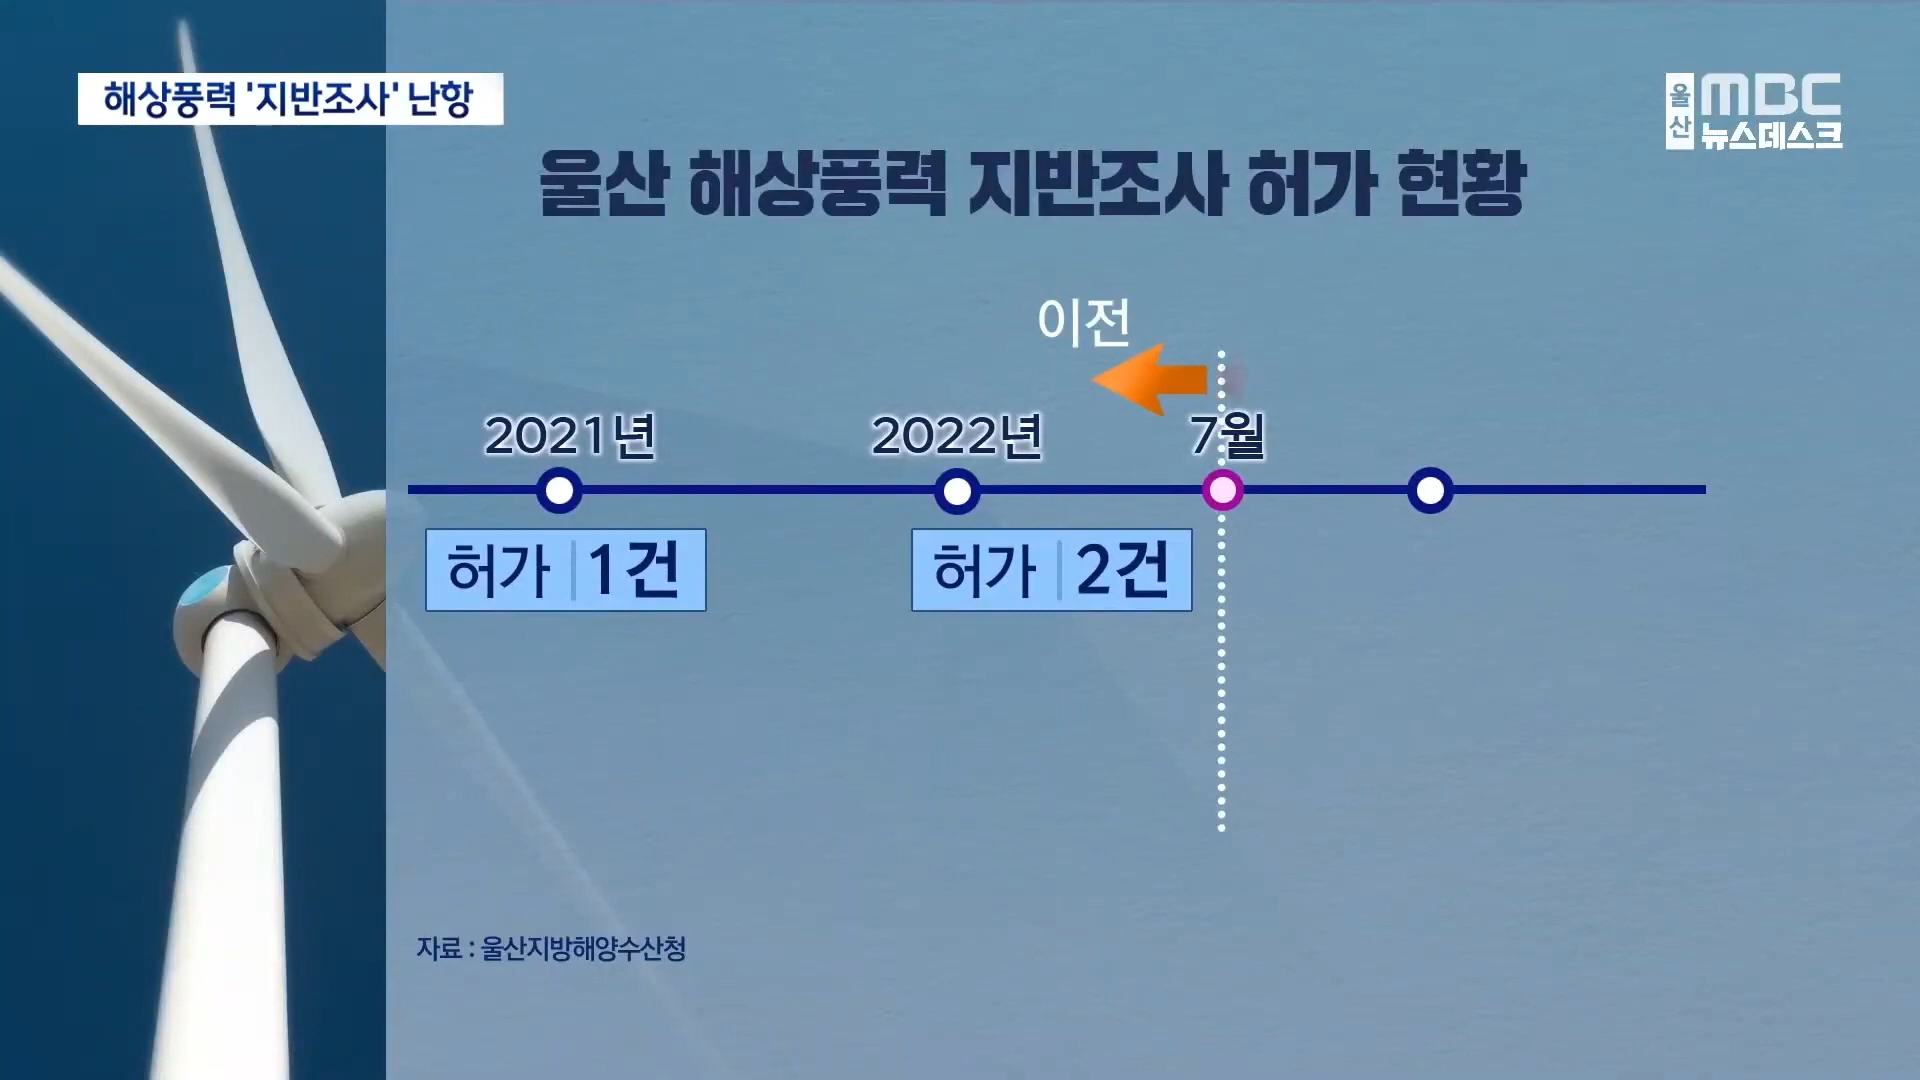 해상풍력 '지반조사' 난항
울산 MBC
뉴스데스크
울산 해상풍력 지반조사 허가 현황
이전
2021년 2022년 7월
허가 1건 허가 2건
자료 : 울산지방해양수산청